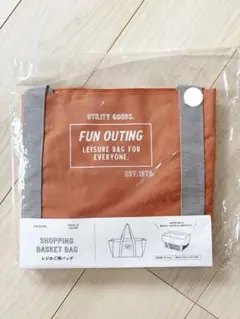 UTILITY GOODS.
FUN OUTING
LEISURE BAG FOR
EVERYONE.
EST.1973
SHOPPING
BASKET BAG
レジかご用バッグ